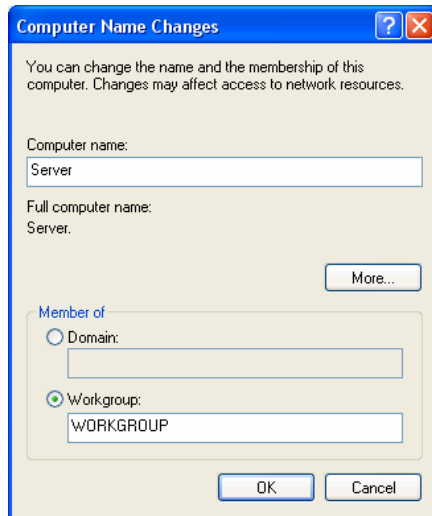 Computer Name Changes
You can change the name and the membership of this
computer. Changes may affect access to network resources.
Computer name:
Server
Full computer name:
Server.
More...
Member of
Domain:
Workgroup:
WORKGROUP
OK Cancel